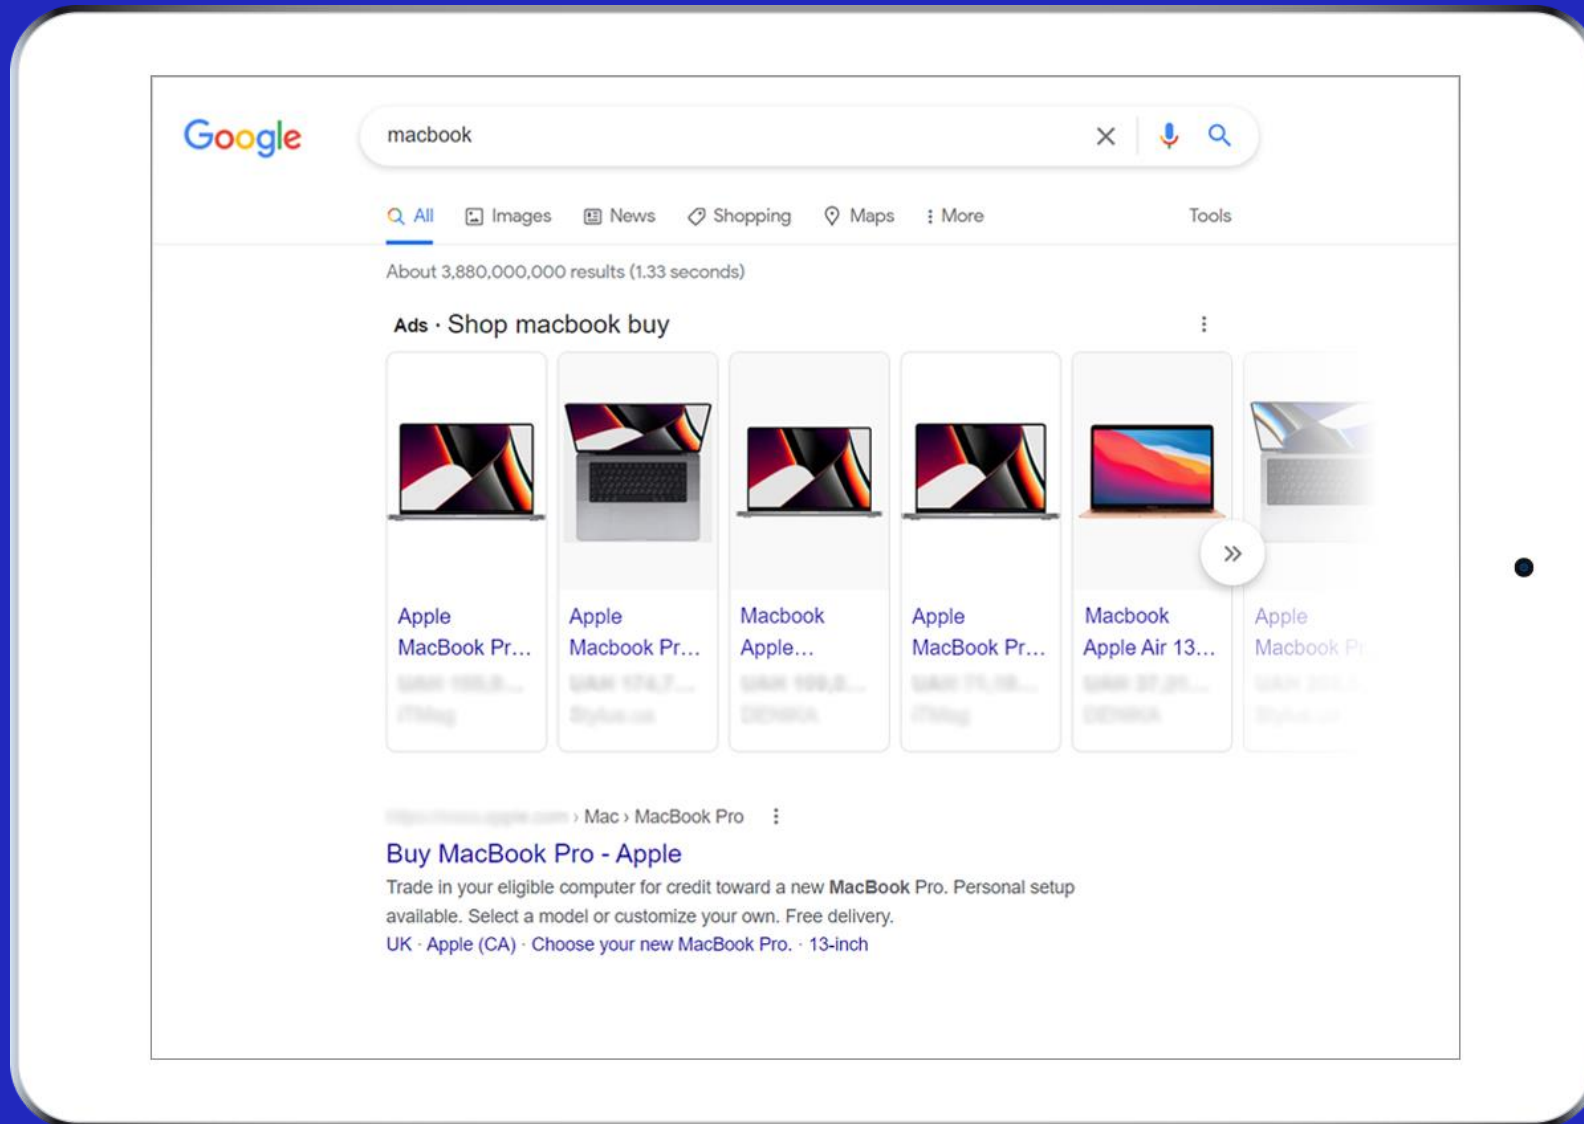 Google
macbook
All Images News Shopping Maps More Tools
About 3,880,000,000 results (1.33 seconds)
Ads · Shop macbook buy
Apple
MacBook Pr...
Apple
Macbook Pr...
Macbook
Apple...
Apple
MacBook Pr...
Macbook
Apple Air 13...
Apple
Macbook Pr
› Mac › MacBook Pro
Buy MacBook Pro - Apple
Trade in your eligible computer for credit toward a new MacBook Pro. Personal setup
available. Select a model or customize your own. Free delivery.
UK · Apple (CA) · Choose your new MacBook Pro. · 13-inch